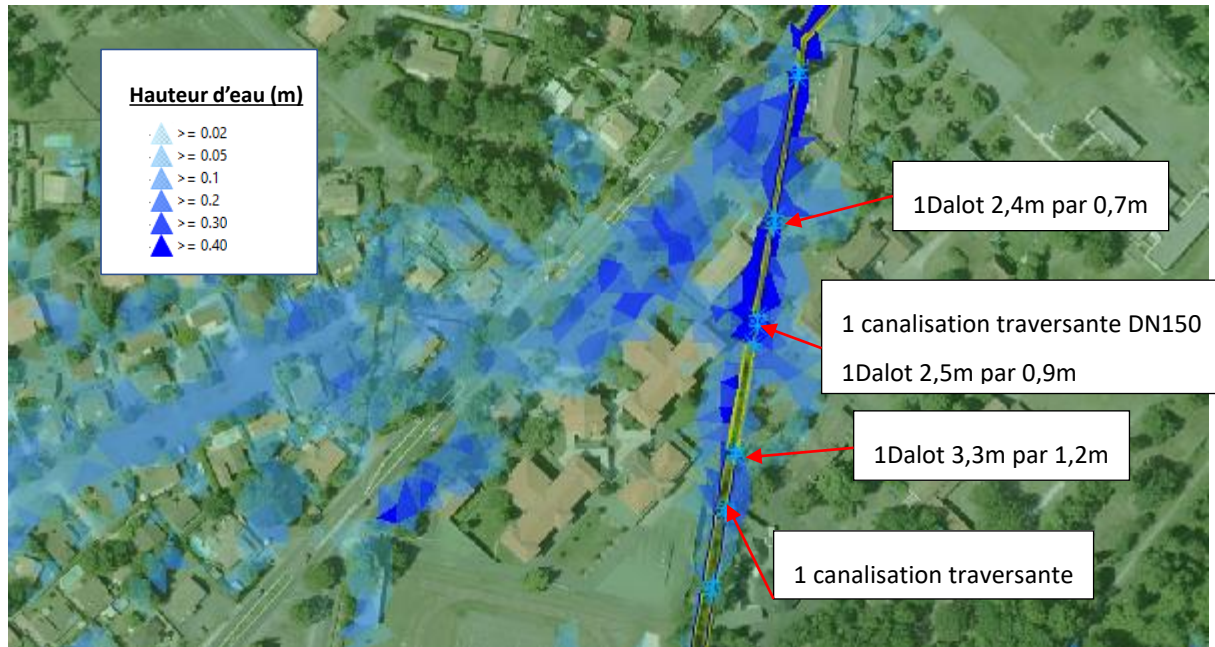 Hauteur d'eau (m)
>= 0.02
>= 0.05
>= 0.1
>= 0.2
>= 0.30
>= 0.40
1Dalot 2,4m par 0,7m
1 canalisation traversante DN150
1Dalot 2,5m par 0,9m
1Dalot 3,3m par 1,2m
1 canalisation traversante